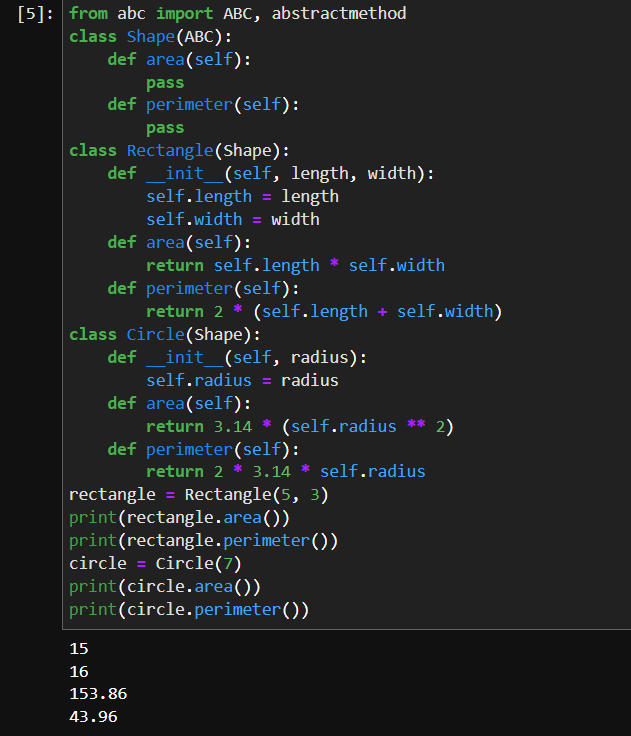 [5]: from abc import ABC, abstractmethod
class Shape(ABC):
    def area(self):
        pass
    def perimeter(self):
        pass
class Rectangle(Shape):
    def __init__(self, length, width):
        self.length = length
        self.width = width
    def area(self):
        return self.length * self.width
    def perimeter(self):
        return 2 * (self.length + self.width)
class Circle(Shape):
    def __init__(self, radius):
        self.radius = radius
    def area(self):
        return 3.14 * (self.radius ** 2)
    def perimeter(self):
        return 2 * 3.14 * self.radius
rectangle = Rectangle(5, 3)
print(rectangle.area())
print(rectangle.perimeter())
circle = Circle(7)
print(circle.area())
print(circle.perimeter())
15
16
153.86
43.96